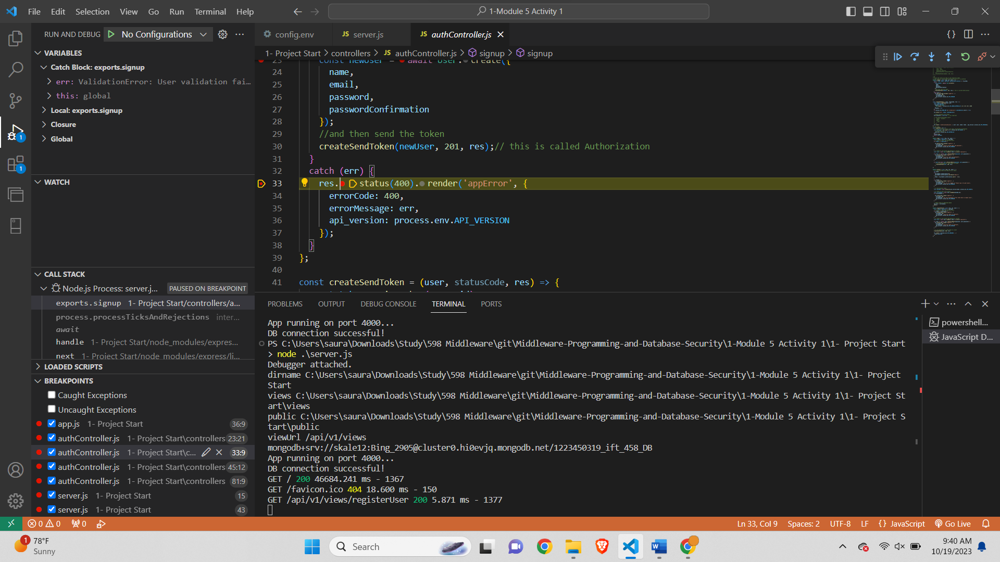 File Edit Selection View Go Run Terminal Help
1-Module 5 Activity 1
RUN AND DEBUG No Configurations
config.env
JS server.js
JS authController.js
1- Project Start > controllers > JS authController.js > signup > signup
VARIABLES
Catch Block: exports.signup
err: ValidationError: User validation fai...
this: global
Local: exports.signup
Closure
Global
WATCH
CALL STACK
Node.js Process: server.j... PAUSED ON BREAKPOINT
exports.signup 1- Project Start/controllers/a...
process.processTicksAndRejections inter...
await
handle 1- Project Start/node_modules/expres...
next 1- Project Start/node_modules/express/li...
LOADED SCRIPTS
BREAKPOINTS
Caught Exceptions
Uncaught Exceptions
app.js 1- Project Start 36:9
authController.js 1- Project Start\controllers 23:21
authController.js 1- Project Start\c... 33:9
authController.js 1- Project Start\controllers 45:12
authController.js 1- Project Start\controllers 81:9
server.js 1- Project Start 15
server.js 1- Project Start 43
1
1
23 const newUser = await User.create({
24 name,
25 email,
26 password,
27 passwordConfirmation
28 });
29 //and then send the token
30 createSendToken(newUser, 201, res);// this is called Authorization
31 }
32 catch (err) {
33 res.status(400).render('appError', {
34 errorCode: 400,
35 errorMessage: err,
36 api_version: process.env.API_VERSION
37 });
38 }
39 };
40
41 const createSendToken = (user, statusCode, res) => {
PROBLEMS OUTPUT DEBUG CONSOLE TERMINAL PORTS
powershell...
JavaScript D...
App running on port 4000...
DB connection successful!
PS C:\Users\saura\Downloads\Study\598 Middleware\git\Middleware-Programming-and-Database-Security\1-Module 5 Activity 1\1- Project Start
> node .\server.js
Debugger attached.
dirname C:\Users\saura\Downloads\Study\598 Middleware\git\Middleware-Programming-and-Database-Security\1-Module 5 Activity 1\1- Project
Start
views C:\Users\saura\Downloads\Study\598 Middleware\git\Middleware-Programming-and-Database-Security\1-Module 5 Activity 1\1- Project St
art\views
public C:\Users\saura\Downloads\Study\598 Middleware\git\Middleware-Programming-and-Database-Security\1-Module 5 Activity 1\1- Project S
tart\public
viewUrl /api/v1/views
mongodb+srv://skale12:Bing_2905@cluster0.hi0evjq.mongodb.net/1223450319_ift_458_DB
App running on port 4000...
DB connection successful!
GET / 200 46684.241 ms - 1367
GET /favicon.ico 404 18.600 ms - 150
GET /api/v1/views/registerUser 200 5.871 ms - 1377
0 0 0
Ln 33, Col 9 Spaces: 2 UTF-8 LF {} JavaScript Go Live
1
78°F
Sunny
Search
9:40 AM
10/19/2023